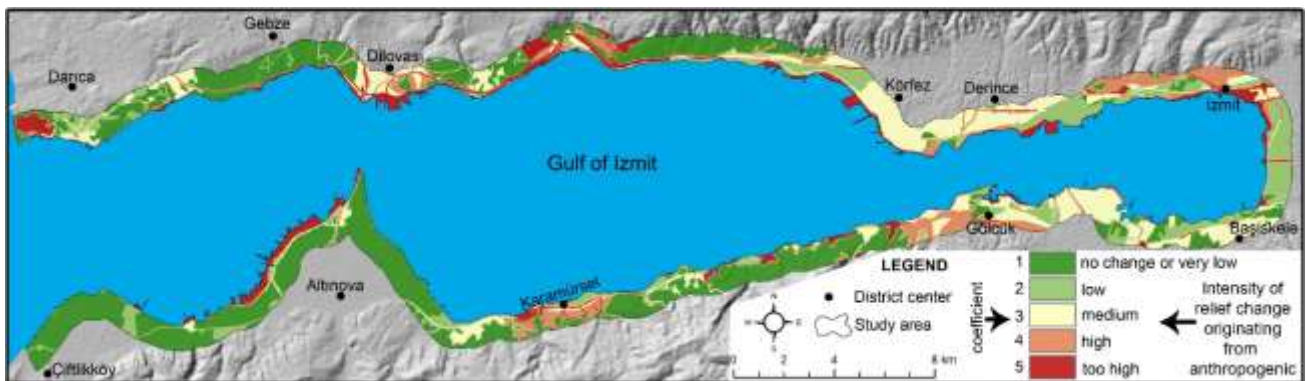 Gebze
Dilovas
Darıca
Körfez
Derince
İzmit
Gulf of Izmit
Gölcük
Başiskele
Altınova
Karamürsel
Çiftlikköy
N
W
E
S
0 2 4 8 km
LEGEND
District center
Study area
coefficient
1 no change or very low
2 low
3 medium
4 high
5 too high
Intensity of
relief change
originating
from
anthropogenic